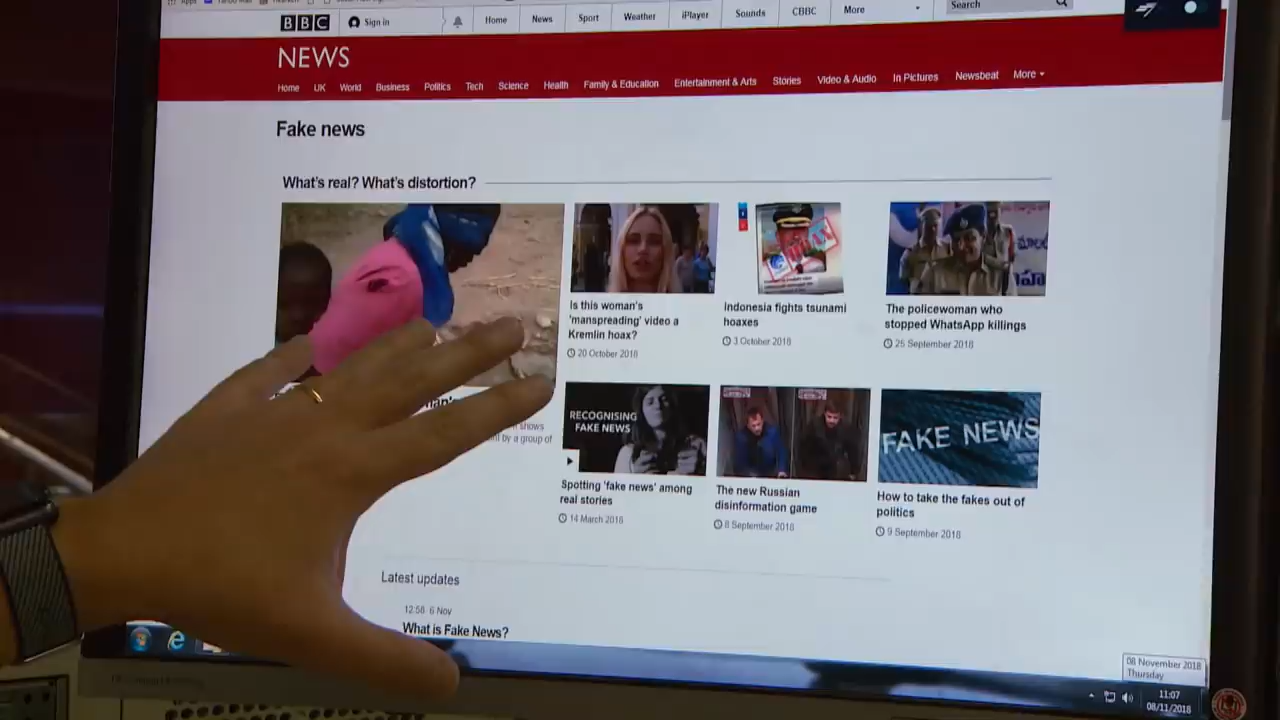 BBC Sign in Home News Sport Weather iPlayer Sounds CBBC More Search
NEWS
Home UK World Business Politics Tech Science Health Family & Education Entertainment & Arts Stories Video & Audio In Pictures Newsbeat More
Fake news
What's real? What's distortion?
HOAX
Is this woman's
'manspreading' video a
Kremlin hoax?
20 October 2018
Indonesia fights tsunami
hoaxes
3 October 2018
The policewoman who
stopped WhatsApp killings
25 September 2018
shows
by a group of
RECOGNISING
FAKE NEWS
Spotting 'fake news' among
real stories
14 March 2018
The new Russian
disinformation game
8 September 2018
FAKE NEWS
How to take the fakes out of
politics
9 September 2018
Latest updates
12:56 6 Nov
What is Fake News?
08 November 2018
Thursday
11:07
08/11/2018